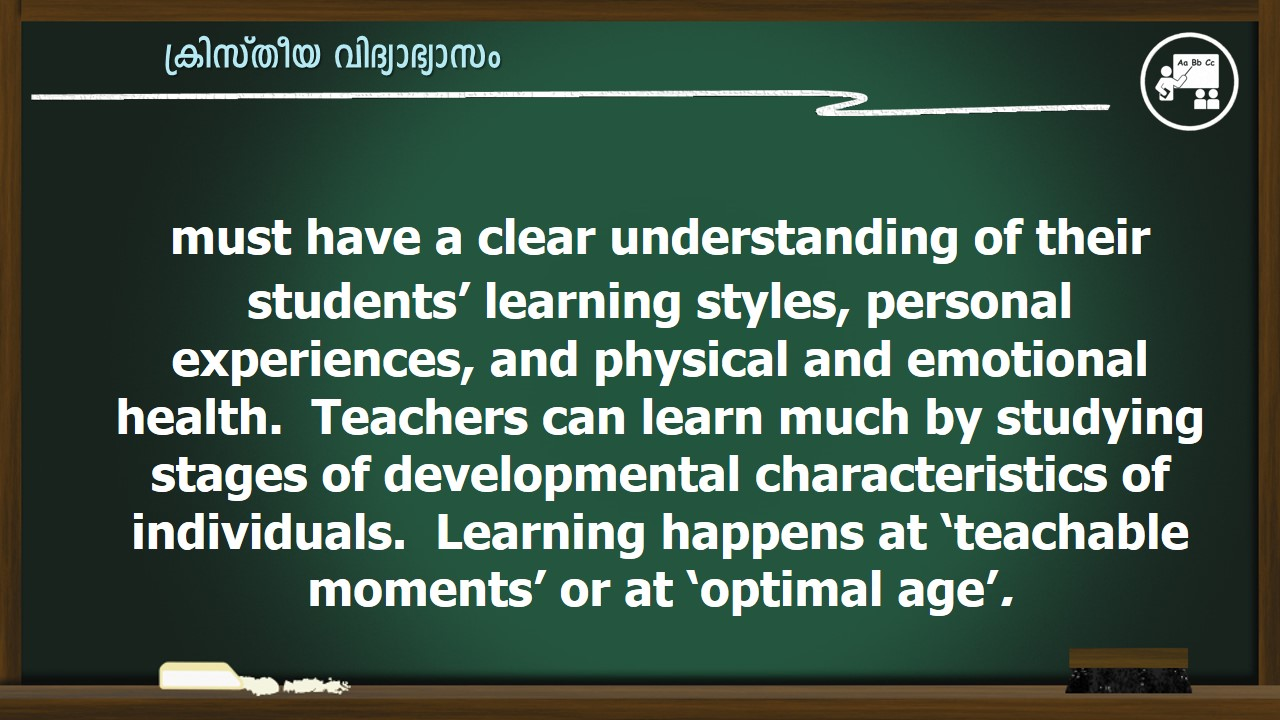 ക്രിസ്തീയ വിദ്യാഭ്യാസം
Aa Bb Cc
must have a clear understanding of their
students’ learning styles, personal
experiences, and physical and emotional
health.  Teachers can learn much by studying
stages of developmental characteristics of
individuals.  Learning happens at ‘teachable
moments’ or at ‘optimal age’.